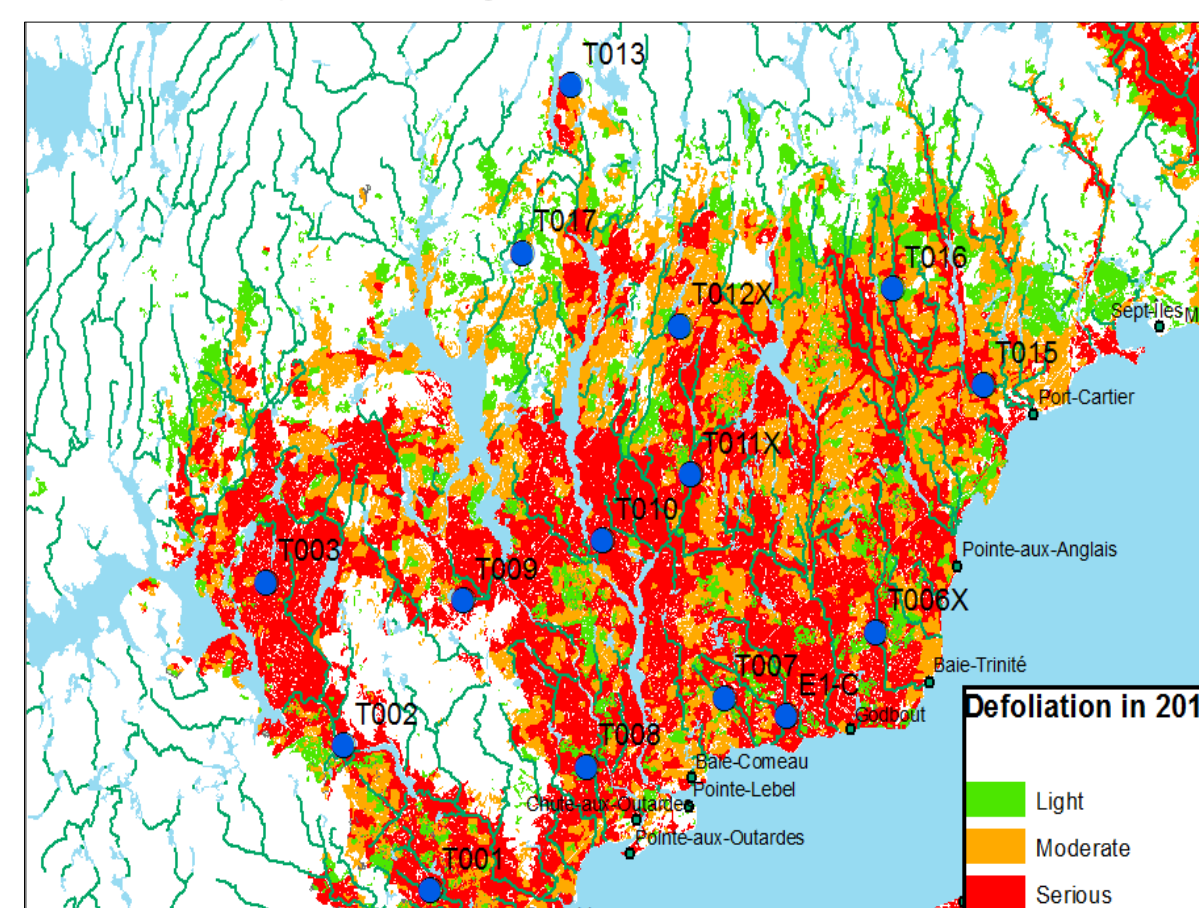 T013
T017
T016
T012X
Sept-Iles
M
T015
Port-Cartier
T011X
T010
T003
Pointe-aux-Anglais
T009
T006X
Baie-Trinité
T007
E1-C
Defoliation in 201
T002
Godbout
T008
Baie-Comeau
Pointe-Lebel
Light
Chute-aux-Outardes
Pointe-aux-Outardes
Moderate
T001
Serious